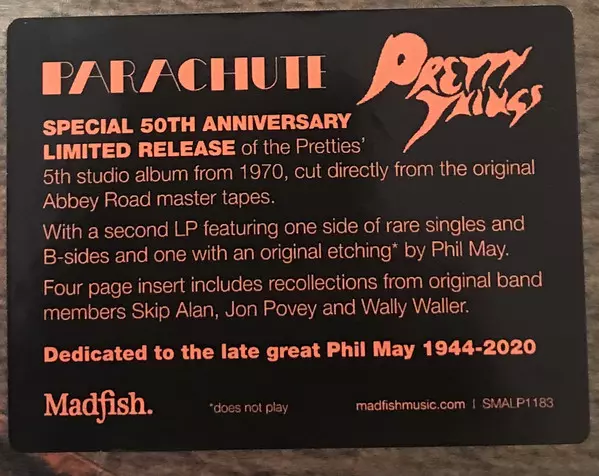 PARACHUTE
PRETTY
THINGS
SPECIAL 50TH ANNIVERSARY
LIMITED RELEASE of the Pretties'
5th studio album from 1970, cut directly from the original
Abbey Road master tapes.
With a second LP featuring one side of rare singles and
B-sides and one with an original etching* by Phil May.
Four page insert includes recollections from original band
members Skip Alan, Jon Povey and Wally Waller.
Dedicated to the late great Phil May 1944-2020
Madfish.
*does not play
madfishmusic.com | SMALP1183